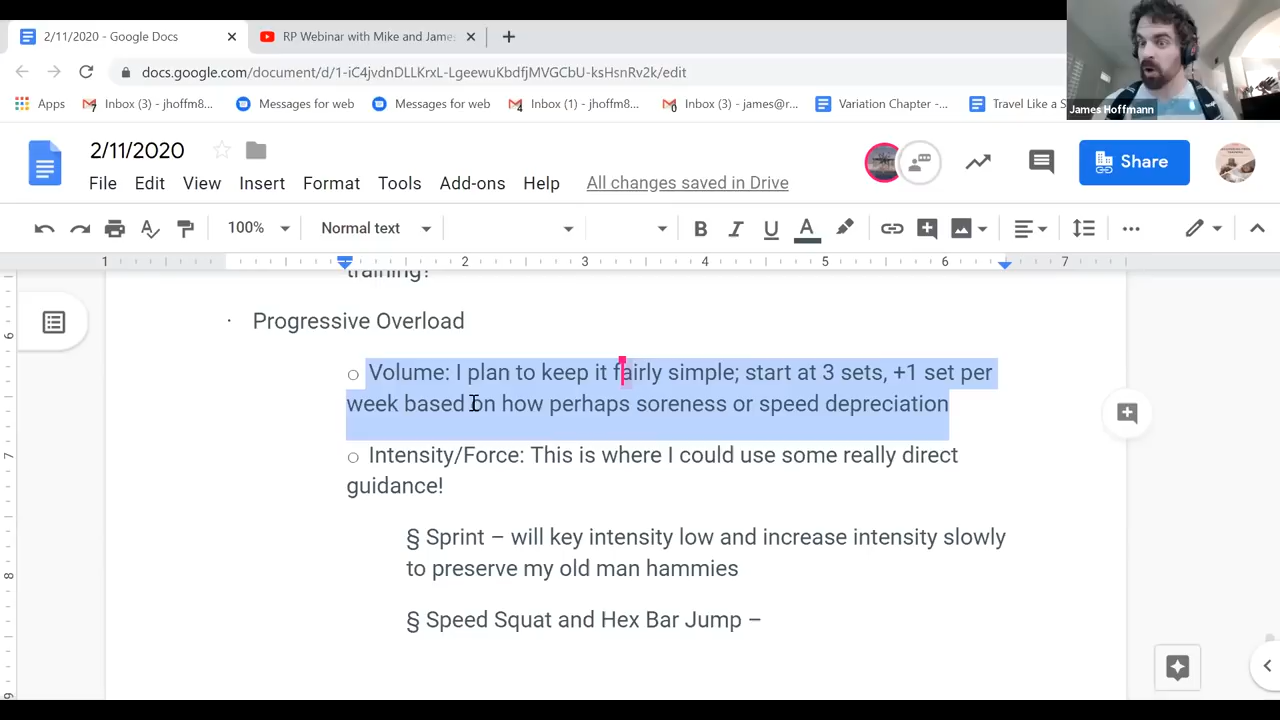 2/11/2020 - Google Docs
RP Webinar with Mike and Jame
docs.google.com/document/d/1-iC4jvdnDLLKrxL-LgeewuKbdfjMVGCbU-ksHsnRv2k/edit
Apps
Inbox (3) – jhoffm8...
Messages for web
Messages for web
Inbox (1) – jhoffm8...
Inbox (3) – james@r...
Variation Chapter -...
Travel Like a S
James Hoffmann
2/11/2020
File Edit View Insert Format Tools Add-ons Help All changes saved in Drive
Share
100% Normal text B I U A
1 2 3 4 5 6 7
training?
· Progressive Overload
o Volume: I plan to keep it fairly simple; start at 3 sets, +1 set per
week based on how perhaps soreness or speed depreciation
o Intensity/Force: This is where I could use some really direct
guidance!
§ Sprint – will key intensity low and increase intensity slowly
to preserve my old man hammies
§ Speed Squat and Hex Bar Jump –
6
7
8
9